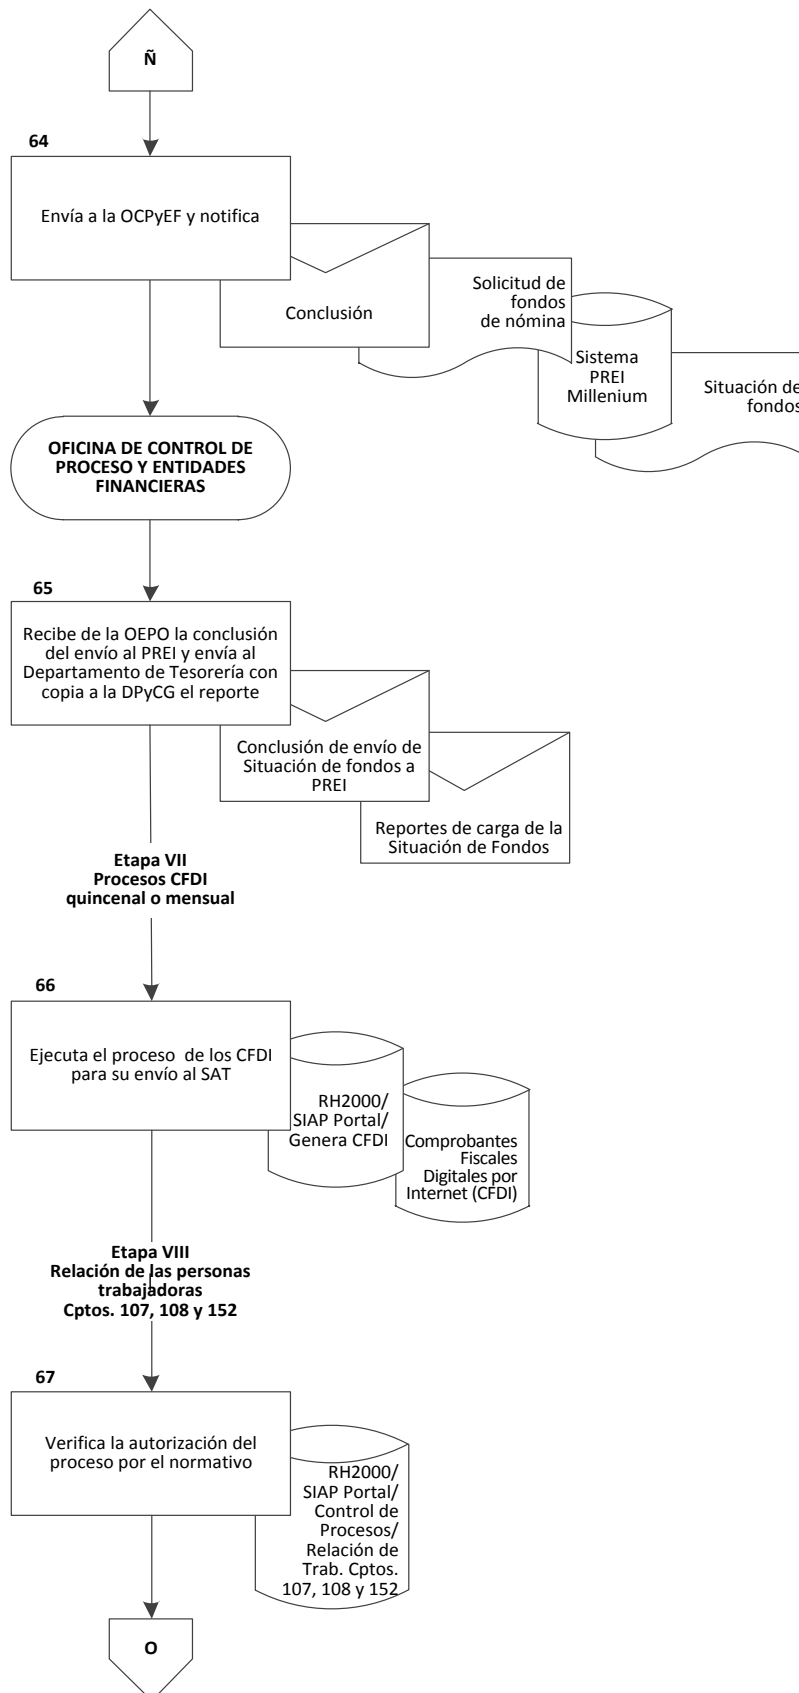 Ñ
64
Envía a la OCPyEF y notifica
Conclusión
Solicitud de
fondos
de nómina
Sistema
PREI
Millenium
Situación de
fondos
OFICINA DE CONTROL DE
PROCESO Y ENTIDADES
FINANCIERAS
65
Recibe de la OEPO la conclusión
del envío al PREI y envía al
Departamento de Tesorería con
copia a la DPyCG el reporte
Conclusión de envío de
Situación de fondos a
PREI
Reportes de carga de la
Situación de Fondos
Etapa VII
Procesos CFDI
quincenal o mensual
66
Ejecuta el proceso de los CFDI
para su envío al SAT
RH2000/
SIAP Portal/
Genera CFDI
Comprobantes
Fiscales
Digitales por
Internet (CFDI)
Etapa VIII
Relación de las personas
trabajadoras
Cptos. 107, 108 y 152
67
Verifica la autorización del
proceso por el normativo
RH2000/
SIAP Portal/
Control de
Procesos/
Relación de
Trab. Cptos.
107, 108 y 152
O